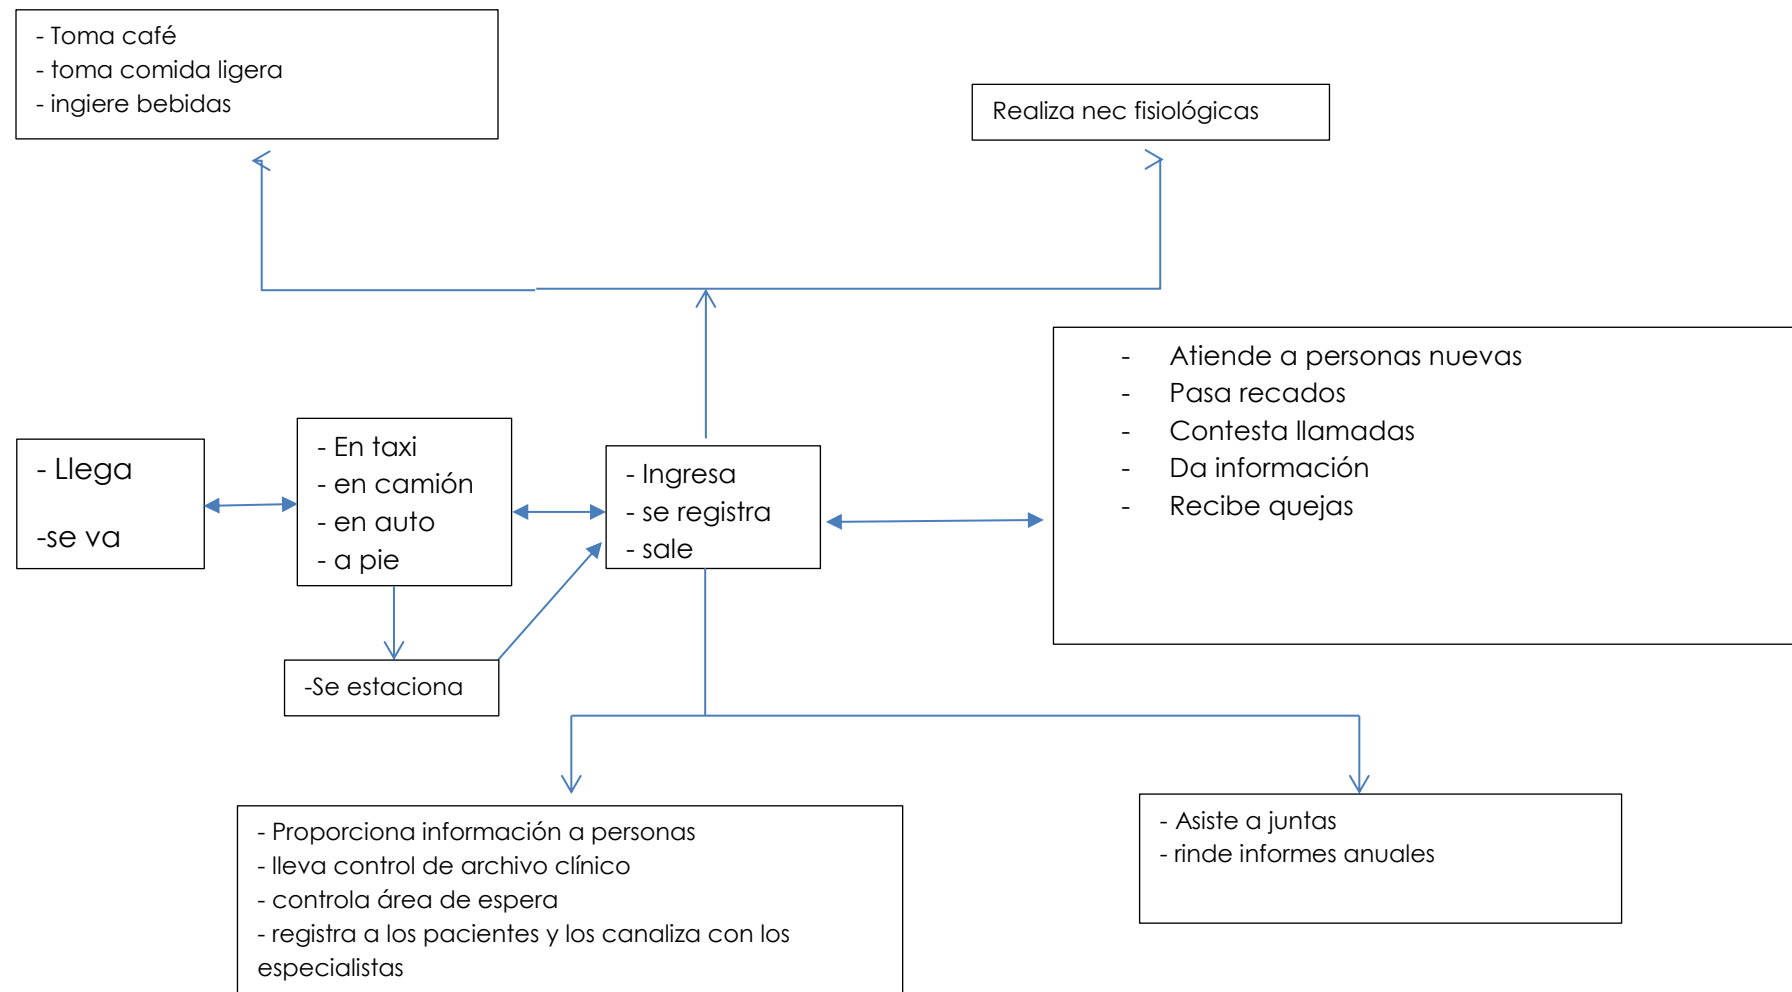 - Toma café
- toma comida ligera
- ingiere bebidas
Realiza nec fisiológicas
- Atiende a personas nuevas
- Pasa recados
- Contesta llamadas
- Da información
- Recibe quejas
- Llega
-se va
- En taxi
- en camión
- en auto
- a pie
- Ingresa
- se registra
- sale
-Se estaciona
- Proporciona información a personas
- lleva control de archivo clínico
- controla área de espera
- registra a los pacientes y los canaliza con los
especialistas
- Asiste a juntas
- rinde informes anuales